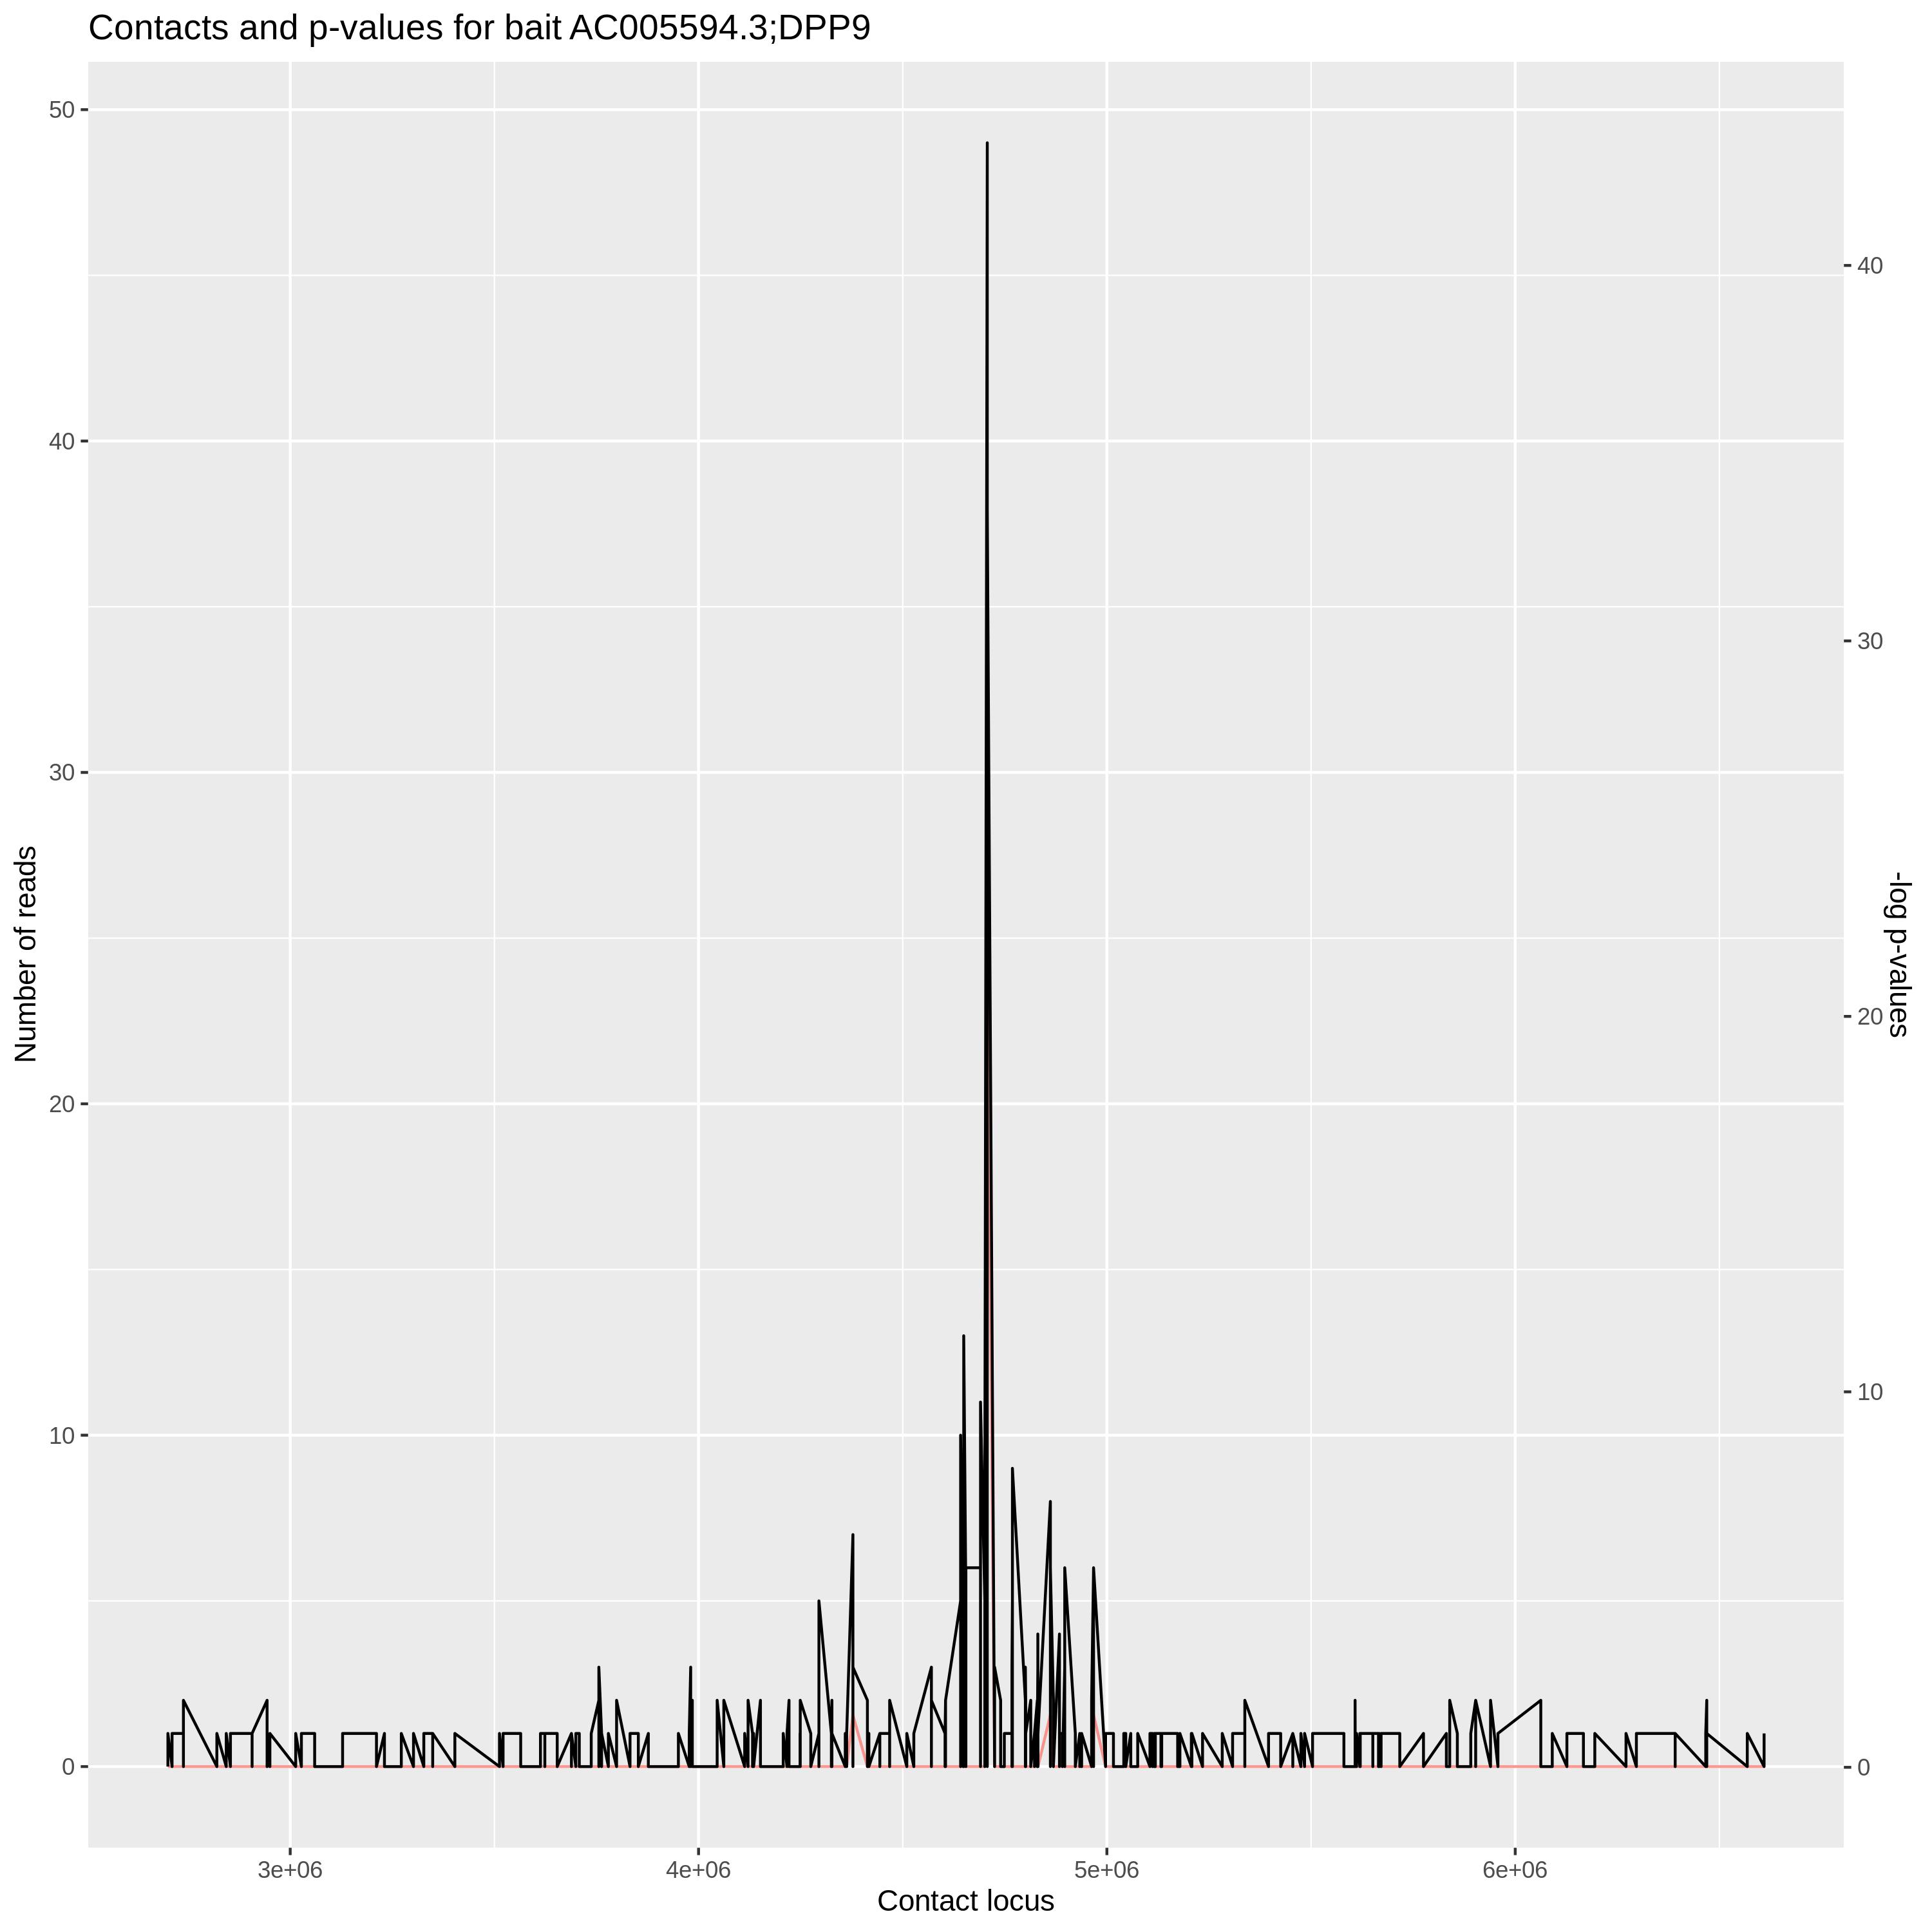 Contacts and p-values for bait AC005594.3;DPP9
50
40
30
20
10
0
Number of reads
40
30
20
10
0
-log p-values
3e+06
4e+06
5e+06
6e+06
Contact locus